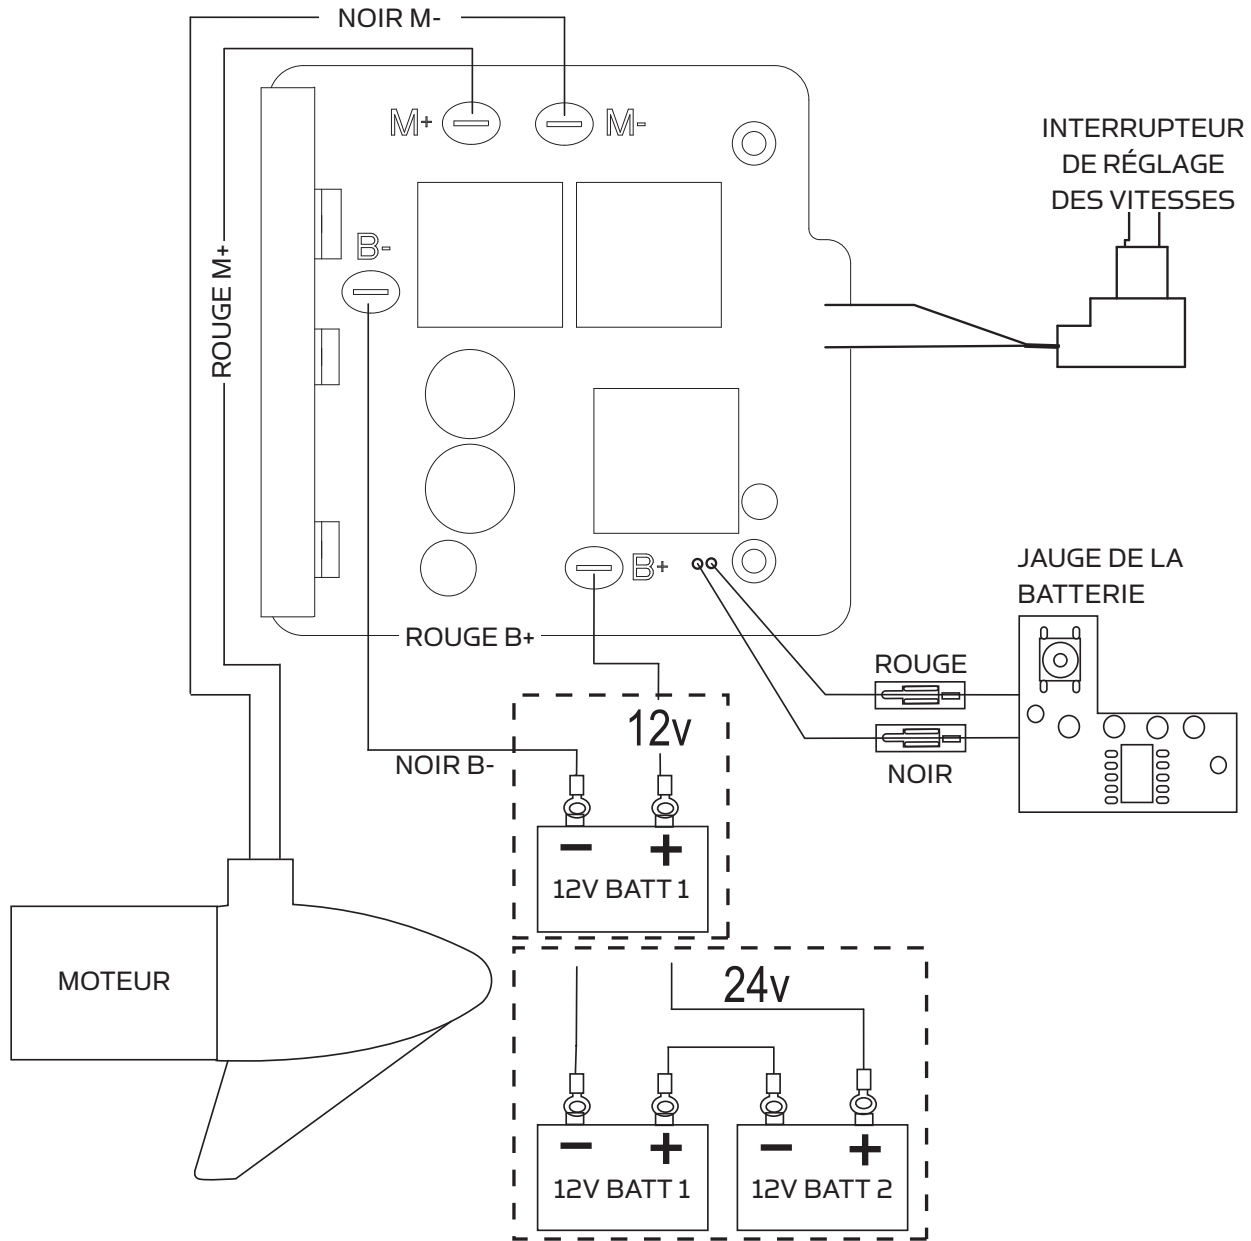 NOIR M-
M+
M-
INTERRUPTEUR
DE RÉGLAGE
DES VITESSES
B-
ROUGE M+
B+
JAUGE DE LA
BATTERIE
ROUGE B+
ROUGE
12v
NOIR B-
NOIR
- +
12V BATT 1
MOTEUR
24v
- +
- +
12V BATT 1
12V BATT 2